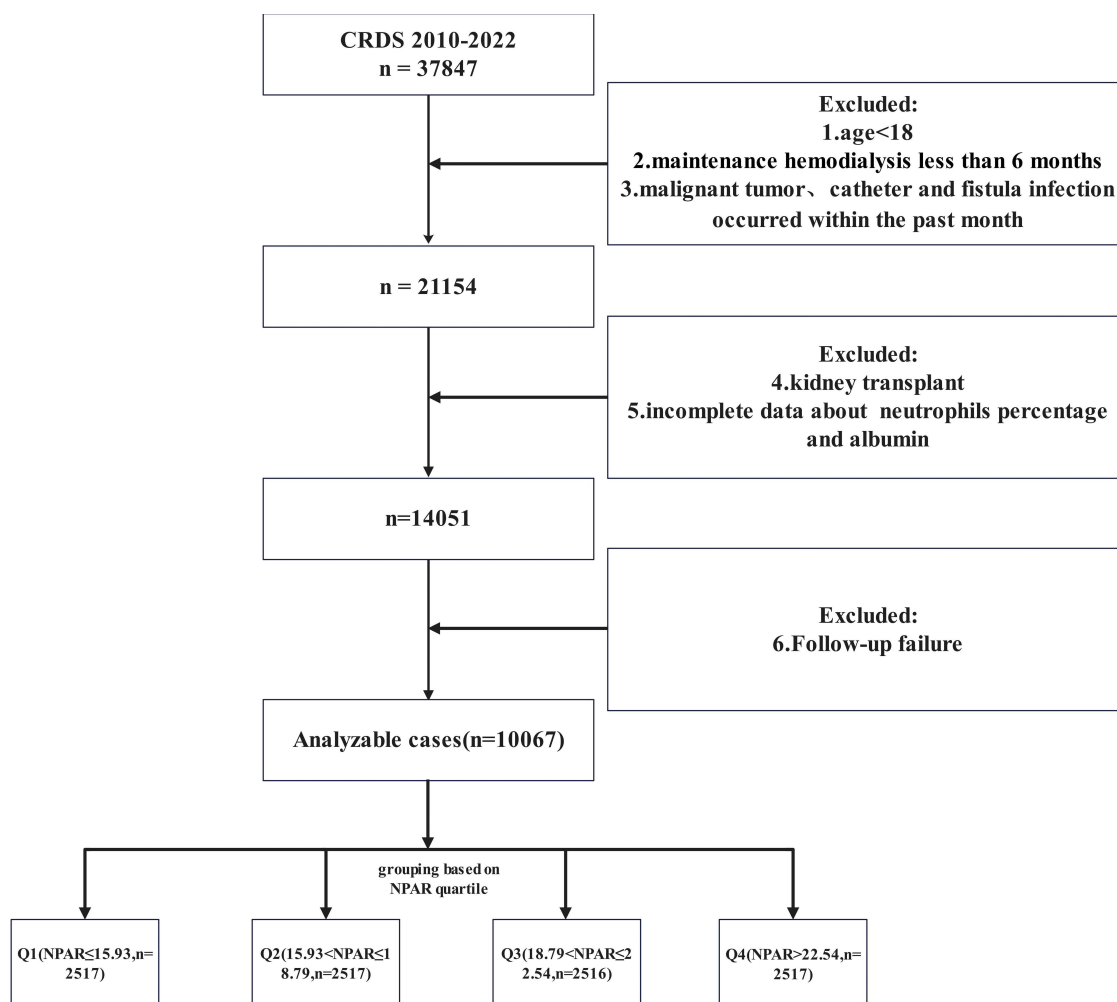 CRDS 2010-2022
n = 37847
Excluded:
1.age<18
2.maintenance hemodialysis less than 6 months
3.malignant tumor、catheter and fistula infection
occurred within the past month
n = 21154
Excluded:
4.kidney transplant
5.incomplete data about neutrophils percentage
and albumin
n=14051
Excluded:
6.Follow-up failure
Analyzable cases(n=10067)
grouping based on
NPAR quartile
Q1(NPAR≤15.93,n=
2517)
Q2(15.93<NPAR≤1
8.79,n=2517)
Q3(18.79<NPAR≤2
2.54,n=2516)
Q4(NPAR>22.54,n=
2517)